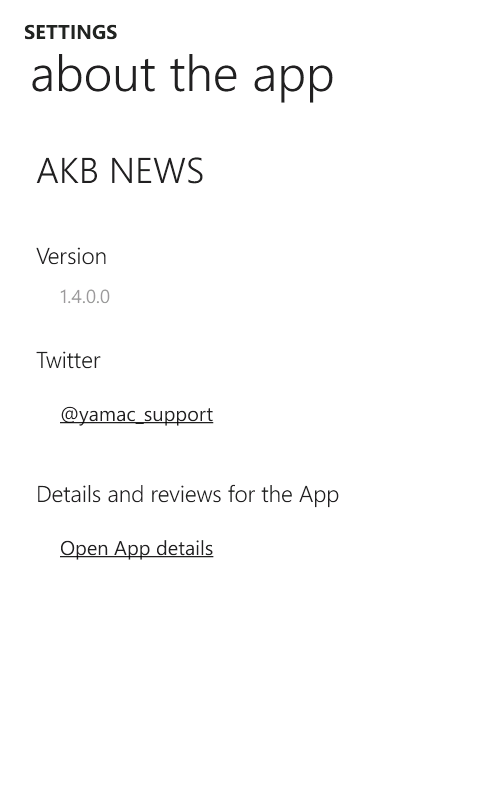 SETTINGS
about the app
AKB NEWS
Version
1.4.0.0
Twitter
@yamac_support
Details and reviews for the App
Open App details